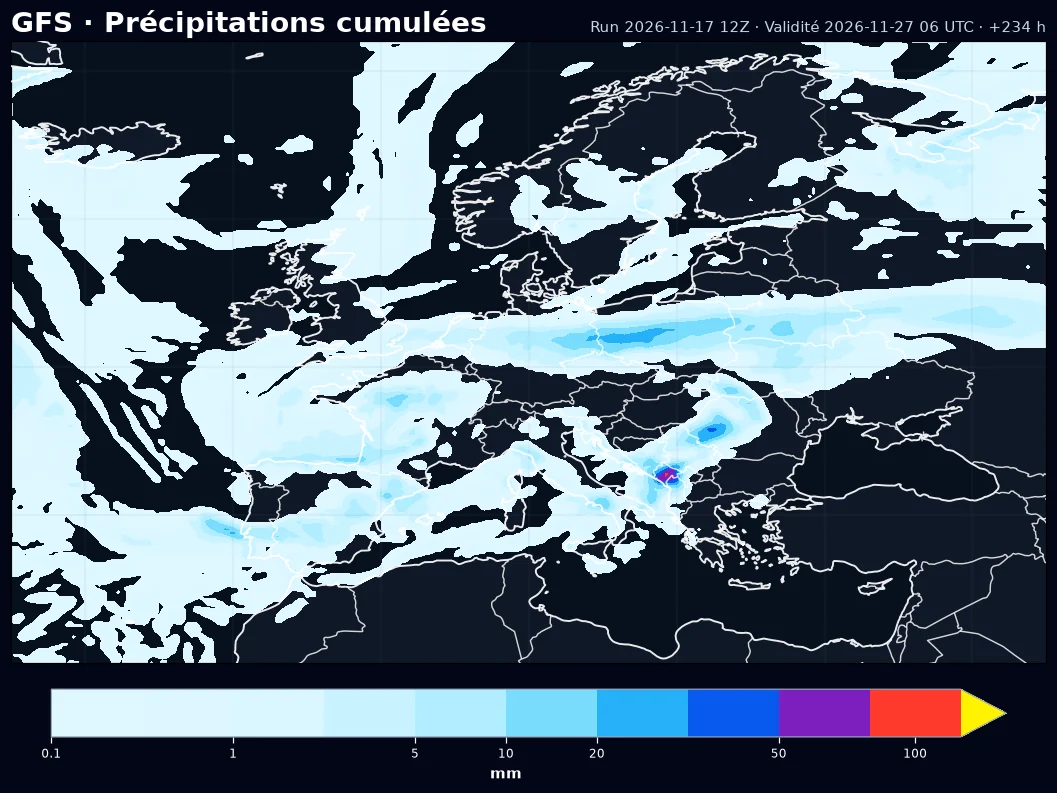 GFS · Précipitations cumulées
Run 2026-11-17 12Z · Validité 2026-11-27 06 UTC · +234 h
0.1 1 5 10 20 50 100
mm